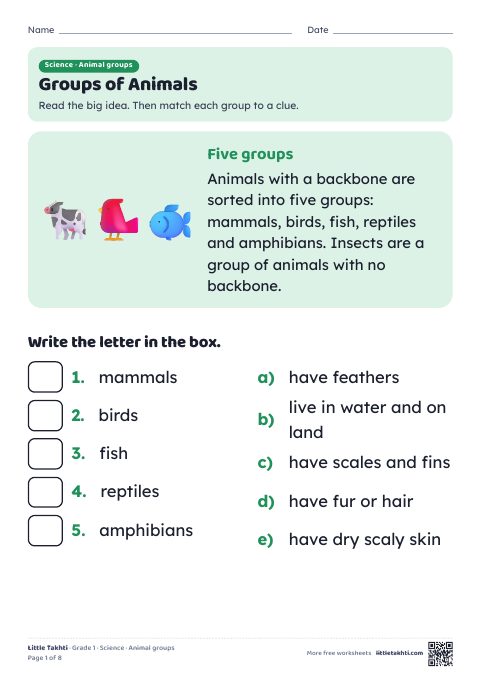 Name
Date
Science · Animal groups
Groups of Animals
Read the big idea. Then match each group to a clue.
Five groups
Animals with a backbone are
sorted into five groups:
mammals, birds, fish, reptiles
and amphibians. Insects are a
group of animals with no
backbone.
Write the letter in the box.
1. mammals
2. birds
3. fish
4. reptiles
5. amphibians
a) have feathers
b) live in water and on
land
c) have scales and fins
d) have fur or hair
e) have dry scaly skin
Little Takhti · Grade 1 · Science · Animal groups
Page 1 of 8
More free worksheets littletakhti.com